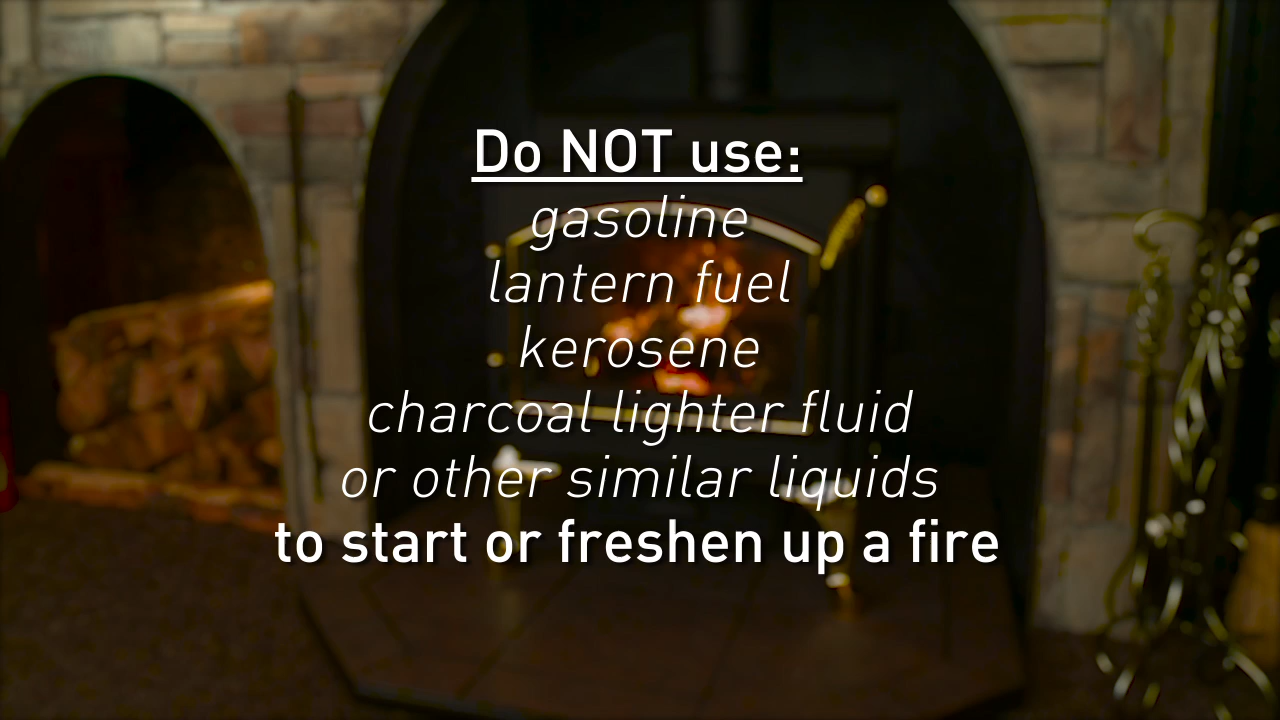 Do NOT use:
gasoline
lantern fuel
kerosene
charcoal lighter fluid
or other similar liquids
to start or freshen up a fire